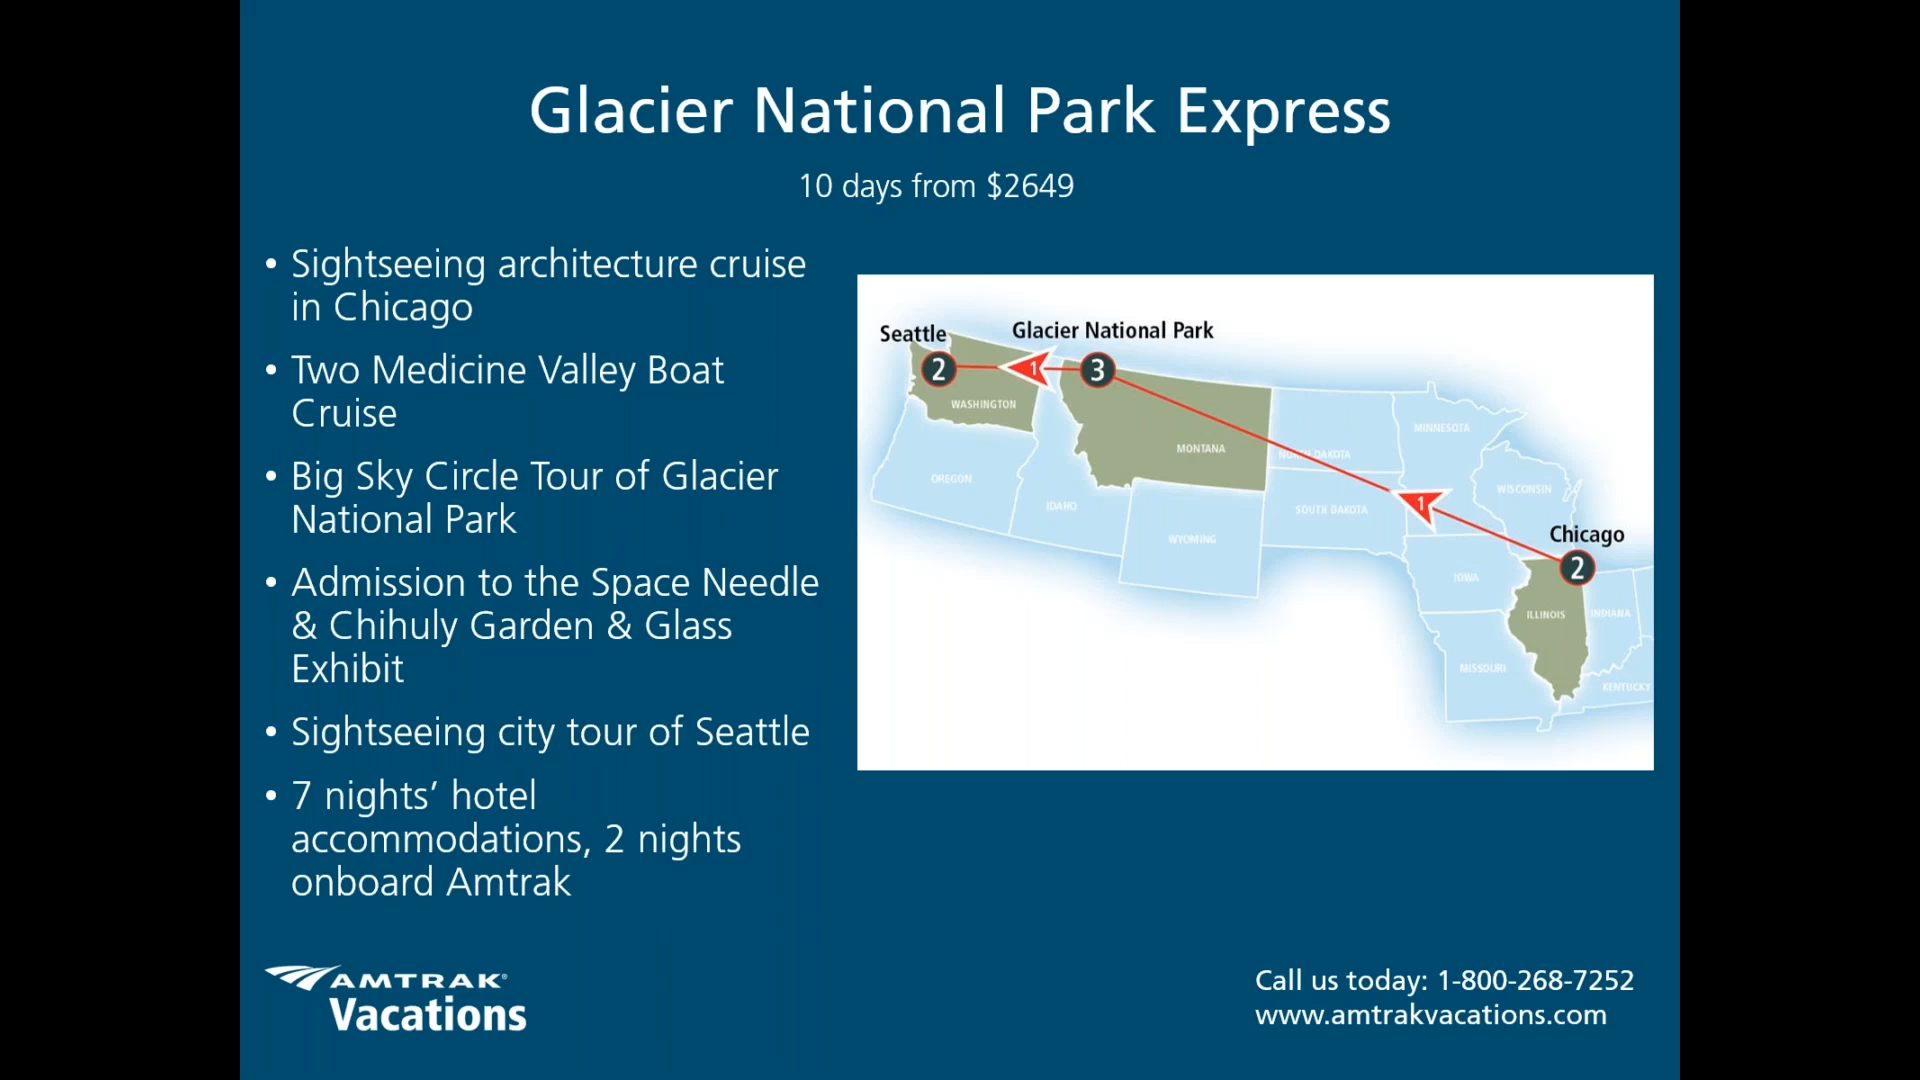 Glacier National Park Express
10 days from $2649
• Sightseeing architecture cruise
in Chicago
• Two Medicine Valley Boat
Cruise
• Big Sky Circle Tour of Glacier
National Park
• Admission to the Space Needle
& Chihuly Garden & Glass
Exhibit
• Sightseeing city tour of Seattle
• 7 nights’ hotel
accommodations, 2 nights
onboard Amtrak
Seattle
Glacier National Park
2
1
3
WASHINGTON
MONTANA
OREGON
IDAHO
WYOMING
NORTH DAKOTA
SOUTH DAKOTA
MINNESOTA
WISCONSIN
1
Chicago
2
IOWA
ILLINOIS
INDIANA
MISSOURI
KENTUCKY
AMTRAK®
Vacations
Call us today: 1-800-268-7252
www.amtrakvacations.com